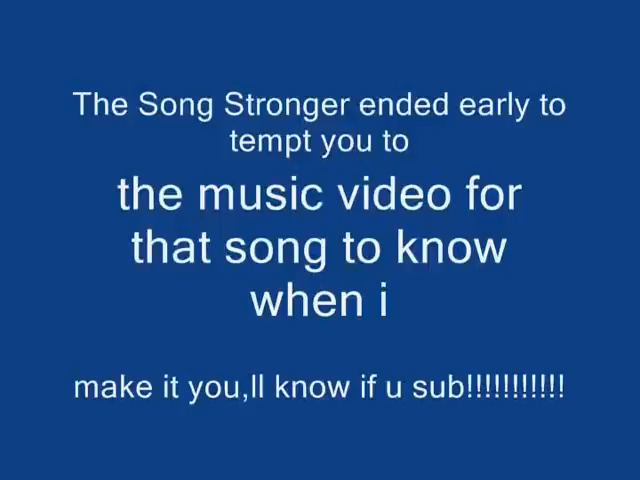 The Song Stronger ended early to
tempt you to
the music video for
that song to know
when i
make it you,ll know if u sub!!!!!!!!!!!